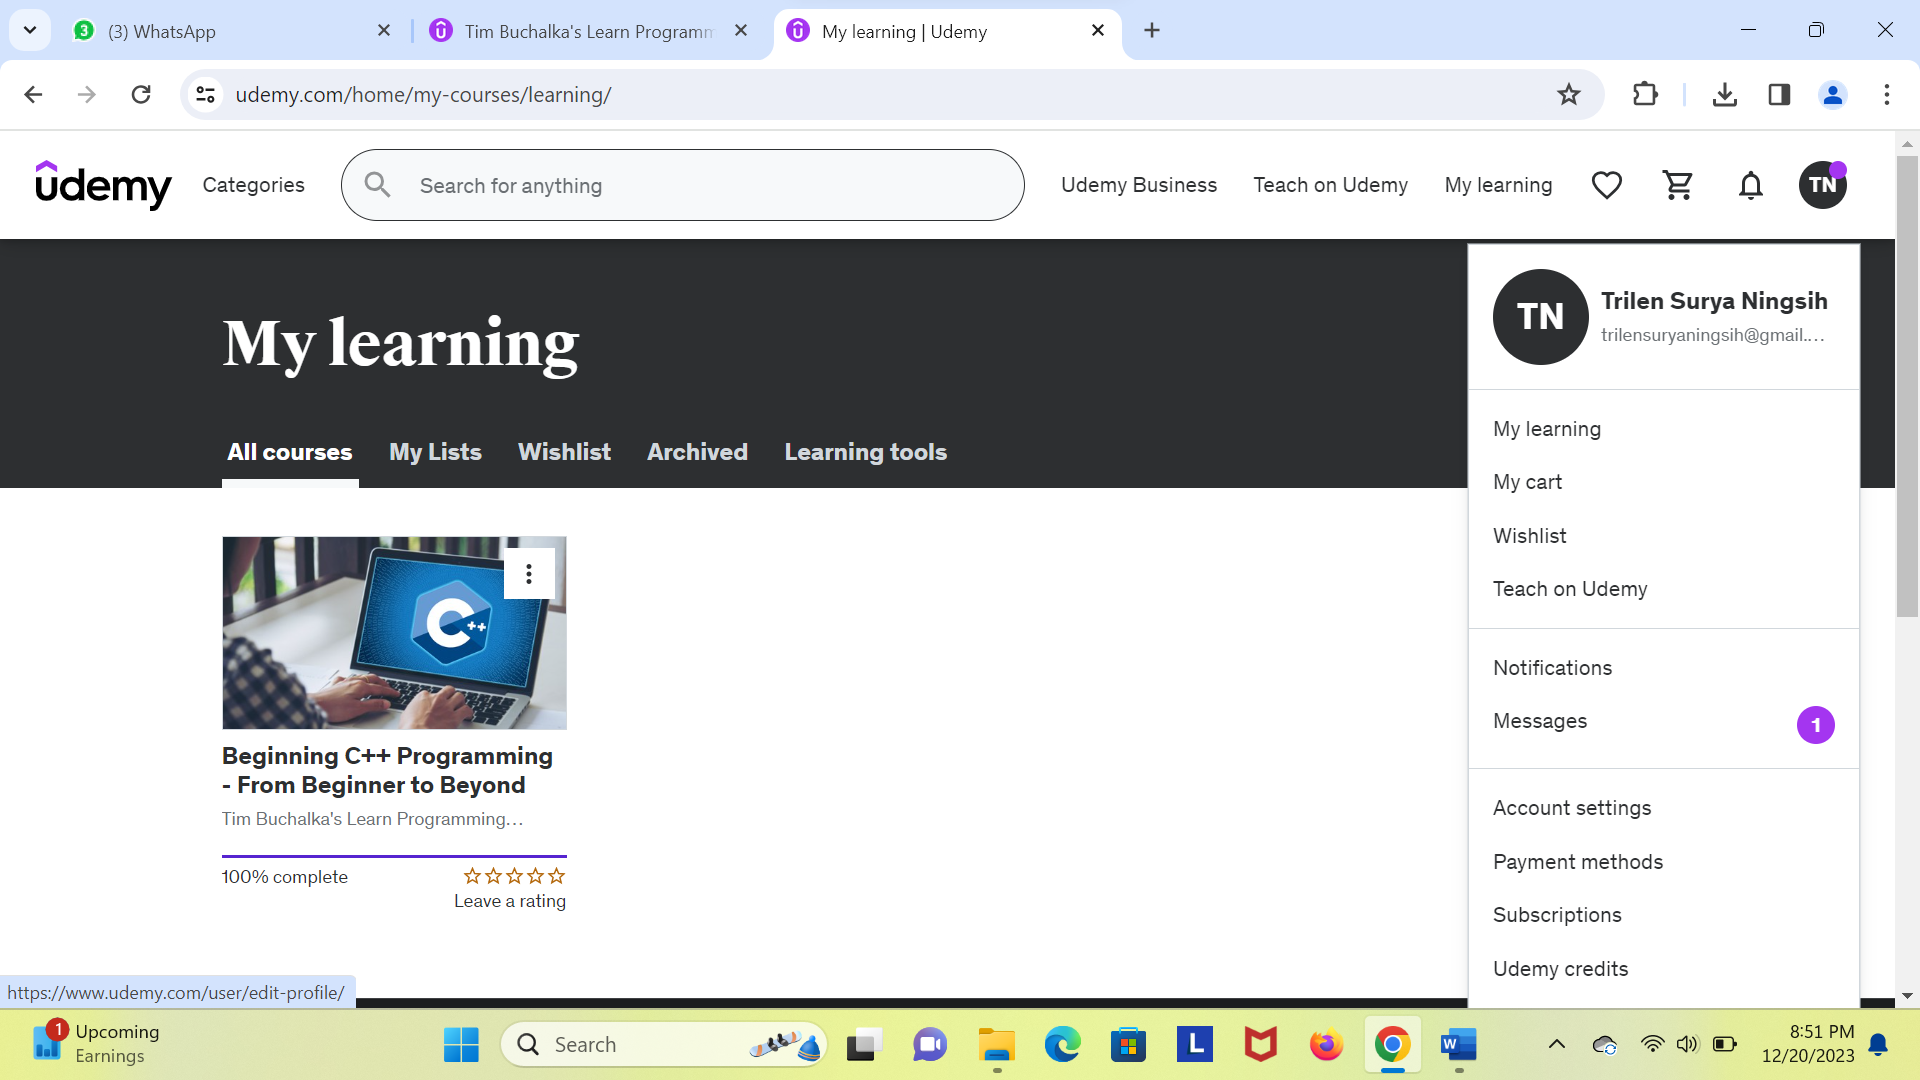 3
(3) WhatsApp
Tim Buchalka's Learn Programm
My learning | Udemy
udemy.com/home/my-courses/learning/
udemy
Categories
Search for anything
Udemy Business
Teach on Udemy
My learning
TN
My learning
All courses
My Lists
Wishlist
Archived
Learning tools
TN
Trilen Surya Ningsih
trilensuryaningsih@gmail....
My learning
My cart
Wishlist
Teach on Udemy
Notifications
Messages
1
Account settings
Payment methods
Subscriptions
Udemy credits
C++
Beginning C++ Programming
- From Beginner to Beyond
Tim Buchalka's Learn Programming...
100% complete
Leave a rating
https://www.udemy.com/user/edit-profile/
1
Upcoming
Earnings
Search
L
W
8:51 PM
12/20/2023